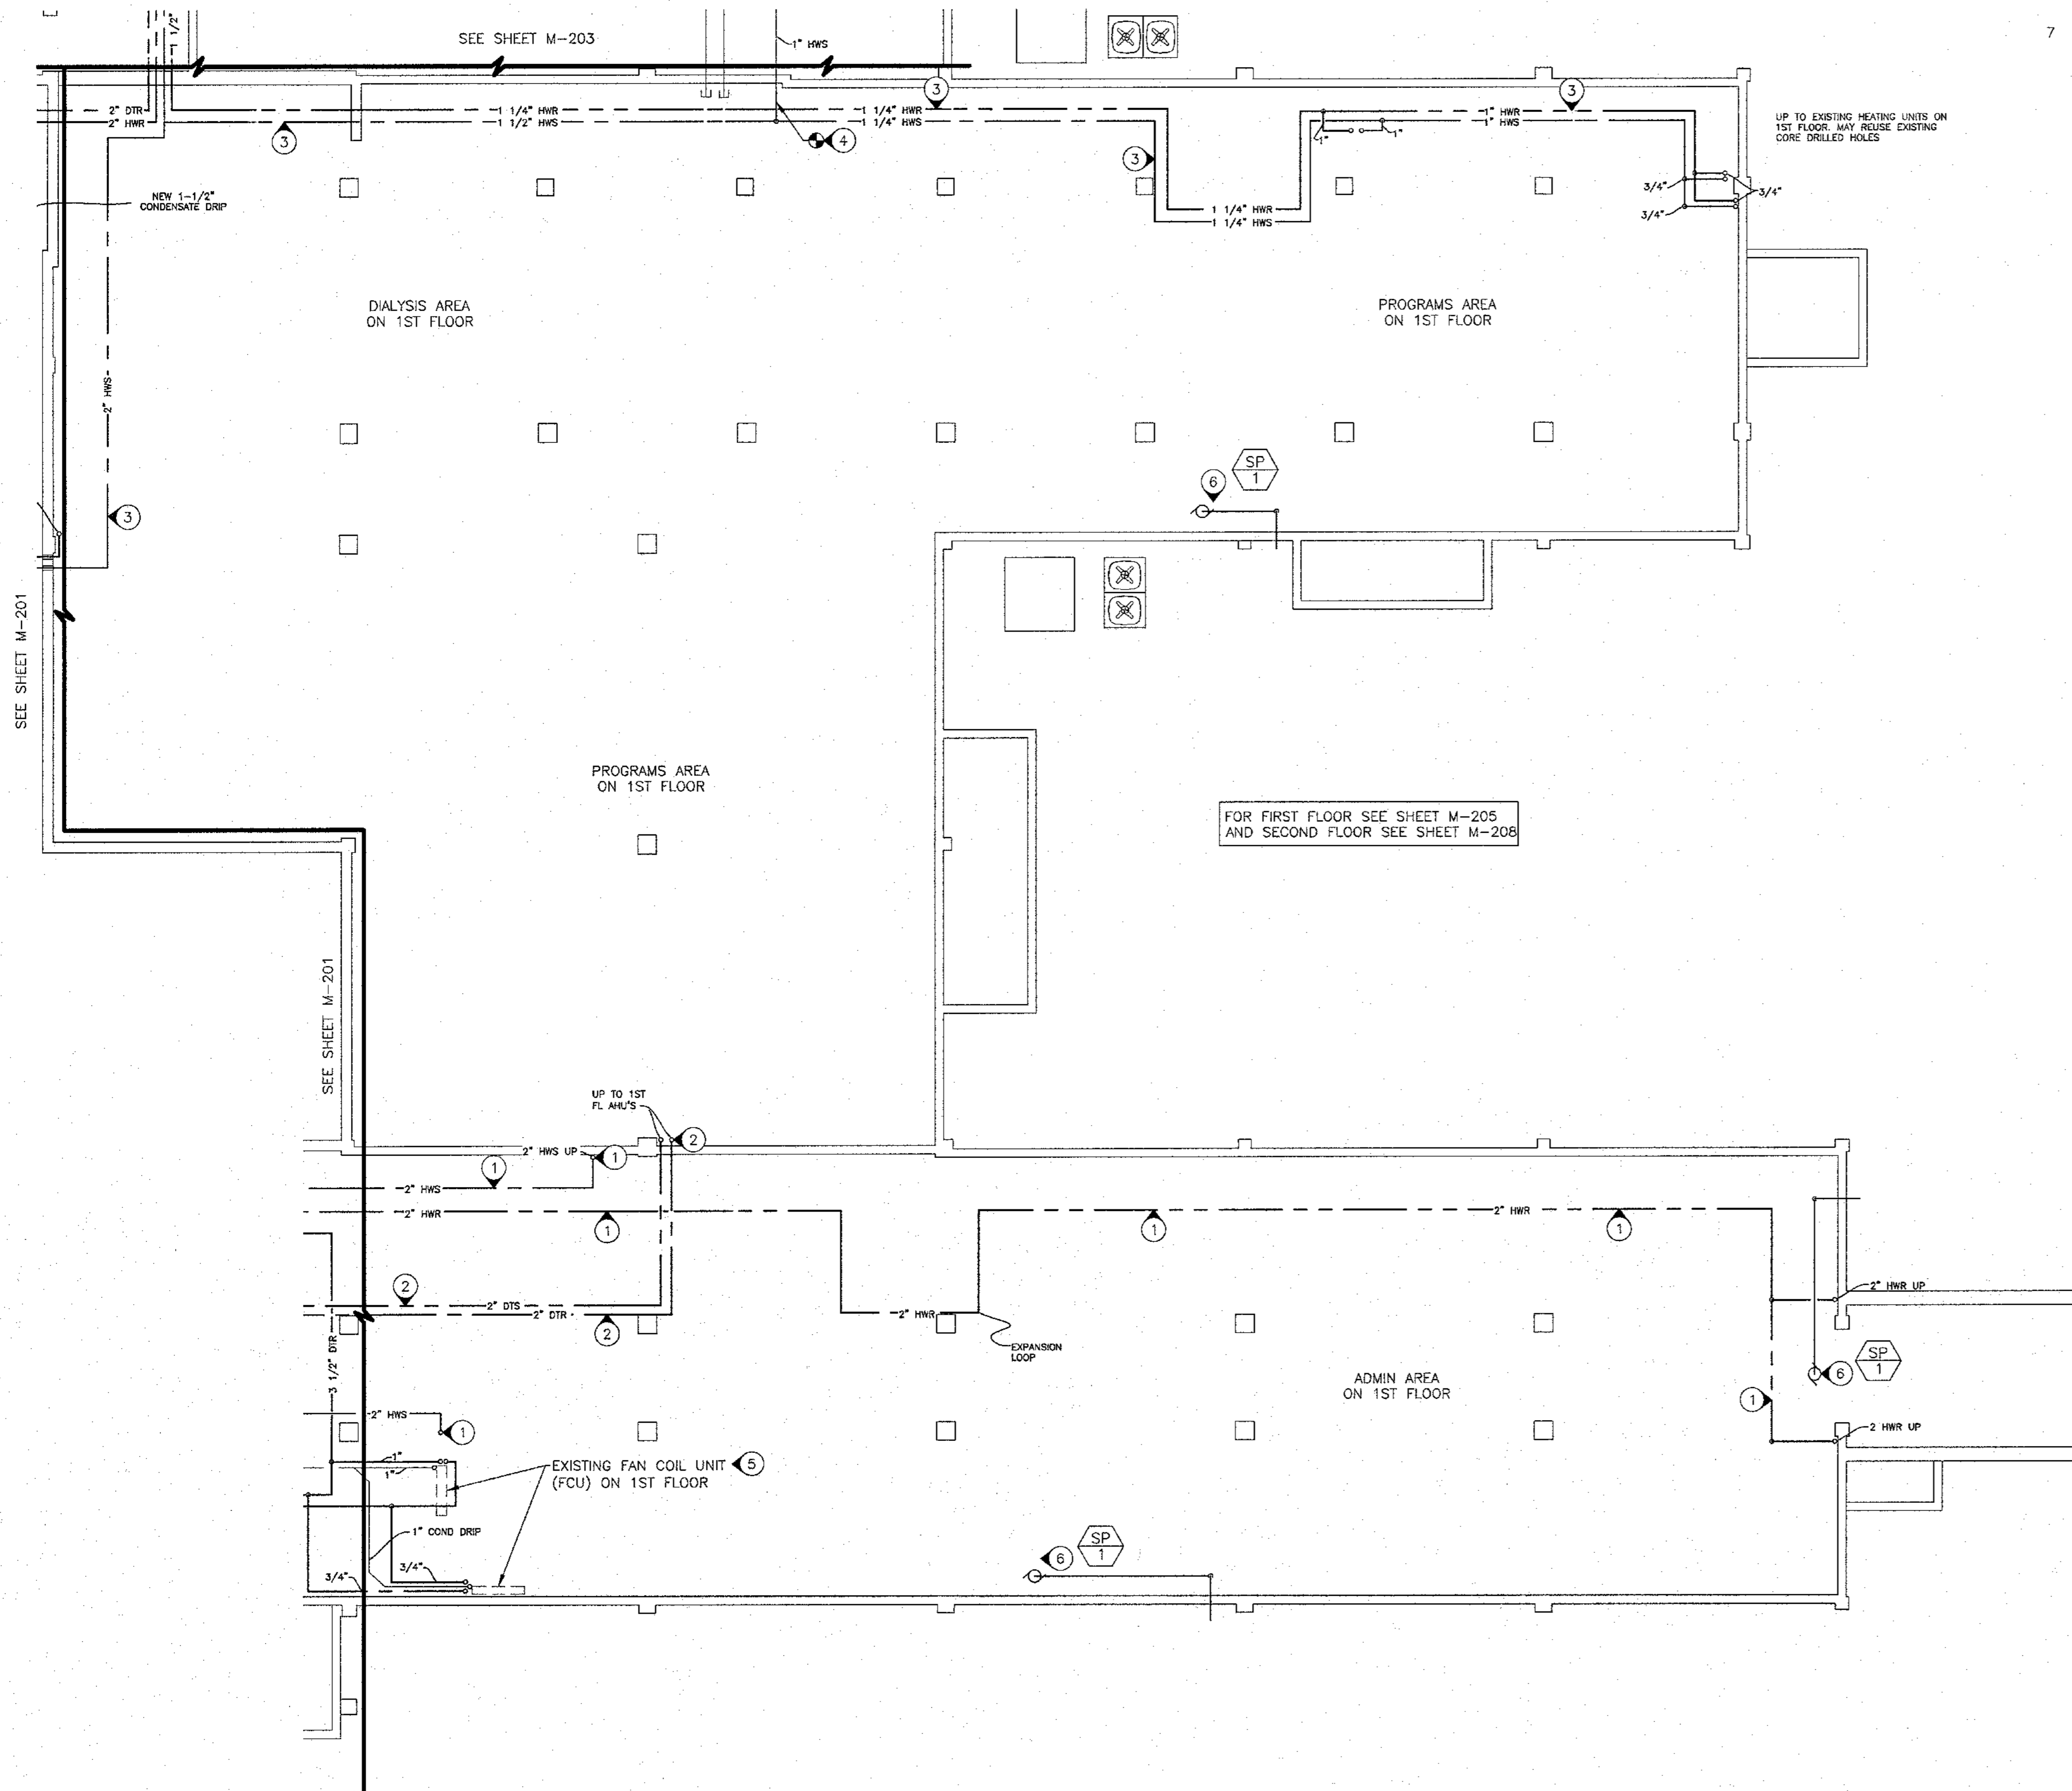 7
1 1/2"
SEE SHEET M-203
1" HWS
2" DTR
2" HWR
1 1/4" HWR
1 1/2" HWS
1 1/4" HWR
1 1/4" HWS
3
3
4
3
3
1" HWR
1" HWS
1"
1"
UP TO EXISTING HEATING UNITS ON
1ST FLOOR. MAY REUSE EXISTING
CORE DRILLED HOLES
3/4"
3/4"
3/4"
NEW 1-1/2"
CONDENSATE DRIP
1 1/4" HWR
1 1/4" HWS
DIALYSIS AREA
ON 1ST FLOOR
PROGRAMS AREA
ON 1ST FLOOR
2" HWS
SP
1
6
3
SEE SHEET M-201
PROGRAMS AREA
ON 1ST FLOOR
FOR FIRST FLOOR SEE SHEET M-205
AND SECOND FLOOR SEE SHEET M-208
SEE SHEET M-201
UP TO 1ST
FL AHU'S
2
2" HWS UP
1
1
2" HWS
2" HWR
1
1
2" HWR
1
2" HWR UP
2
2" DTS
2" DTR
2
2" HWR
EXPANSION
LOOP
3 1/2" DTR
ADMIN AREA
ON 1ST FLOOR
6
SP
1
1
2" HWS
1
2 HWR UP
1"
1"
EXISTING FAN COIL UNIT
(FCU) ON 1ST FLOOR
5
1" COND DRIP
3/4"
3/4"
6
SP
1